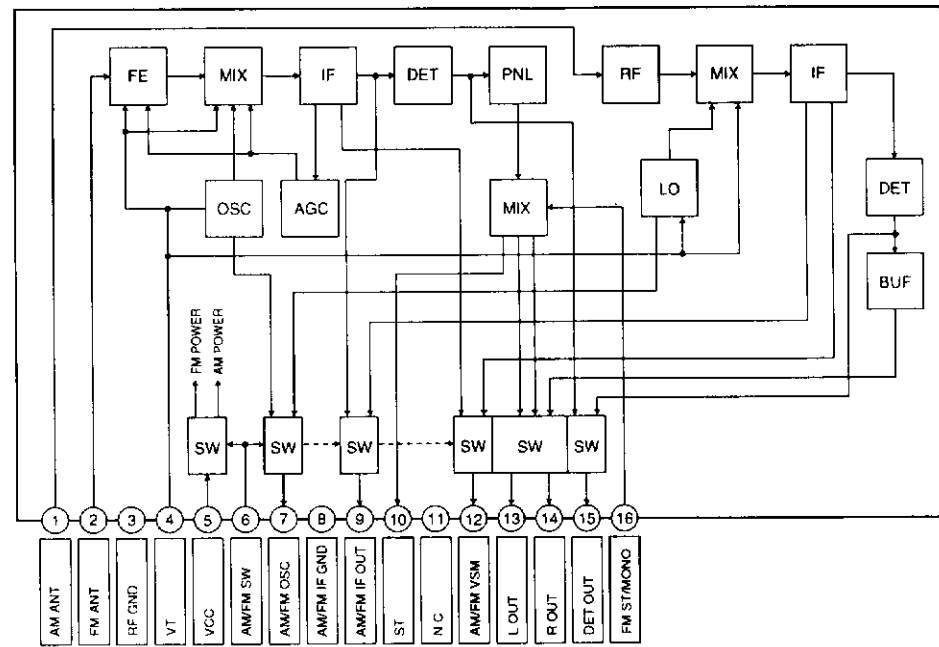 FE
MIX
IF
DET
PNL
RF
MIX
IF
OSC
AGC
MIX
LO
DET
BUF
FM POWER
AM POWER
SW
SW
SW
SW
SW
SW
1
2
3
4
5
6
7
8
9
10
11
12
13
14
15
16
AM ANT
FM ANT
RF GND
VT
VCC
AM/FM SW
AM/FM OSC
AM/FM IF GND
AM/FM IF OUT
ST
N C
AM/FM VSM
L OUT
R OUT
DET OUT
FM ST/MONO